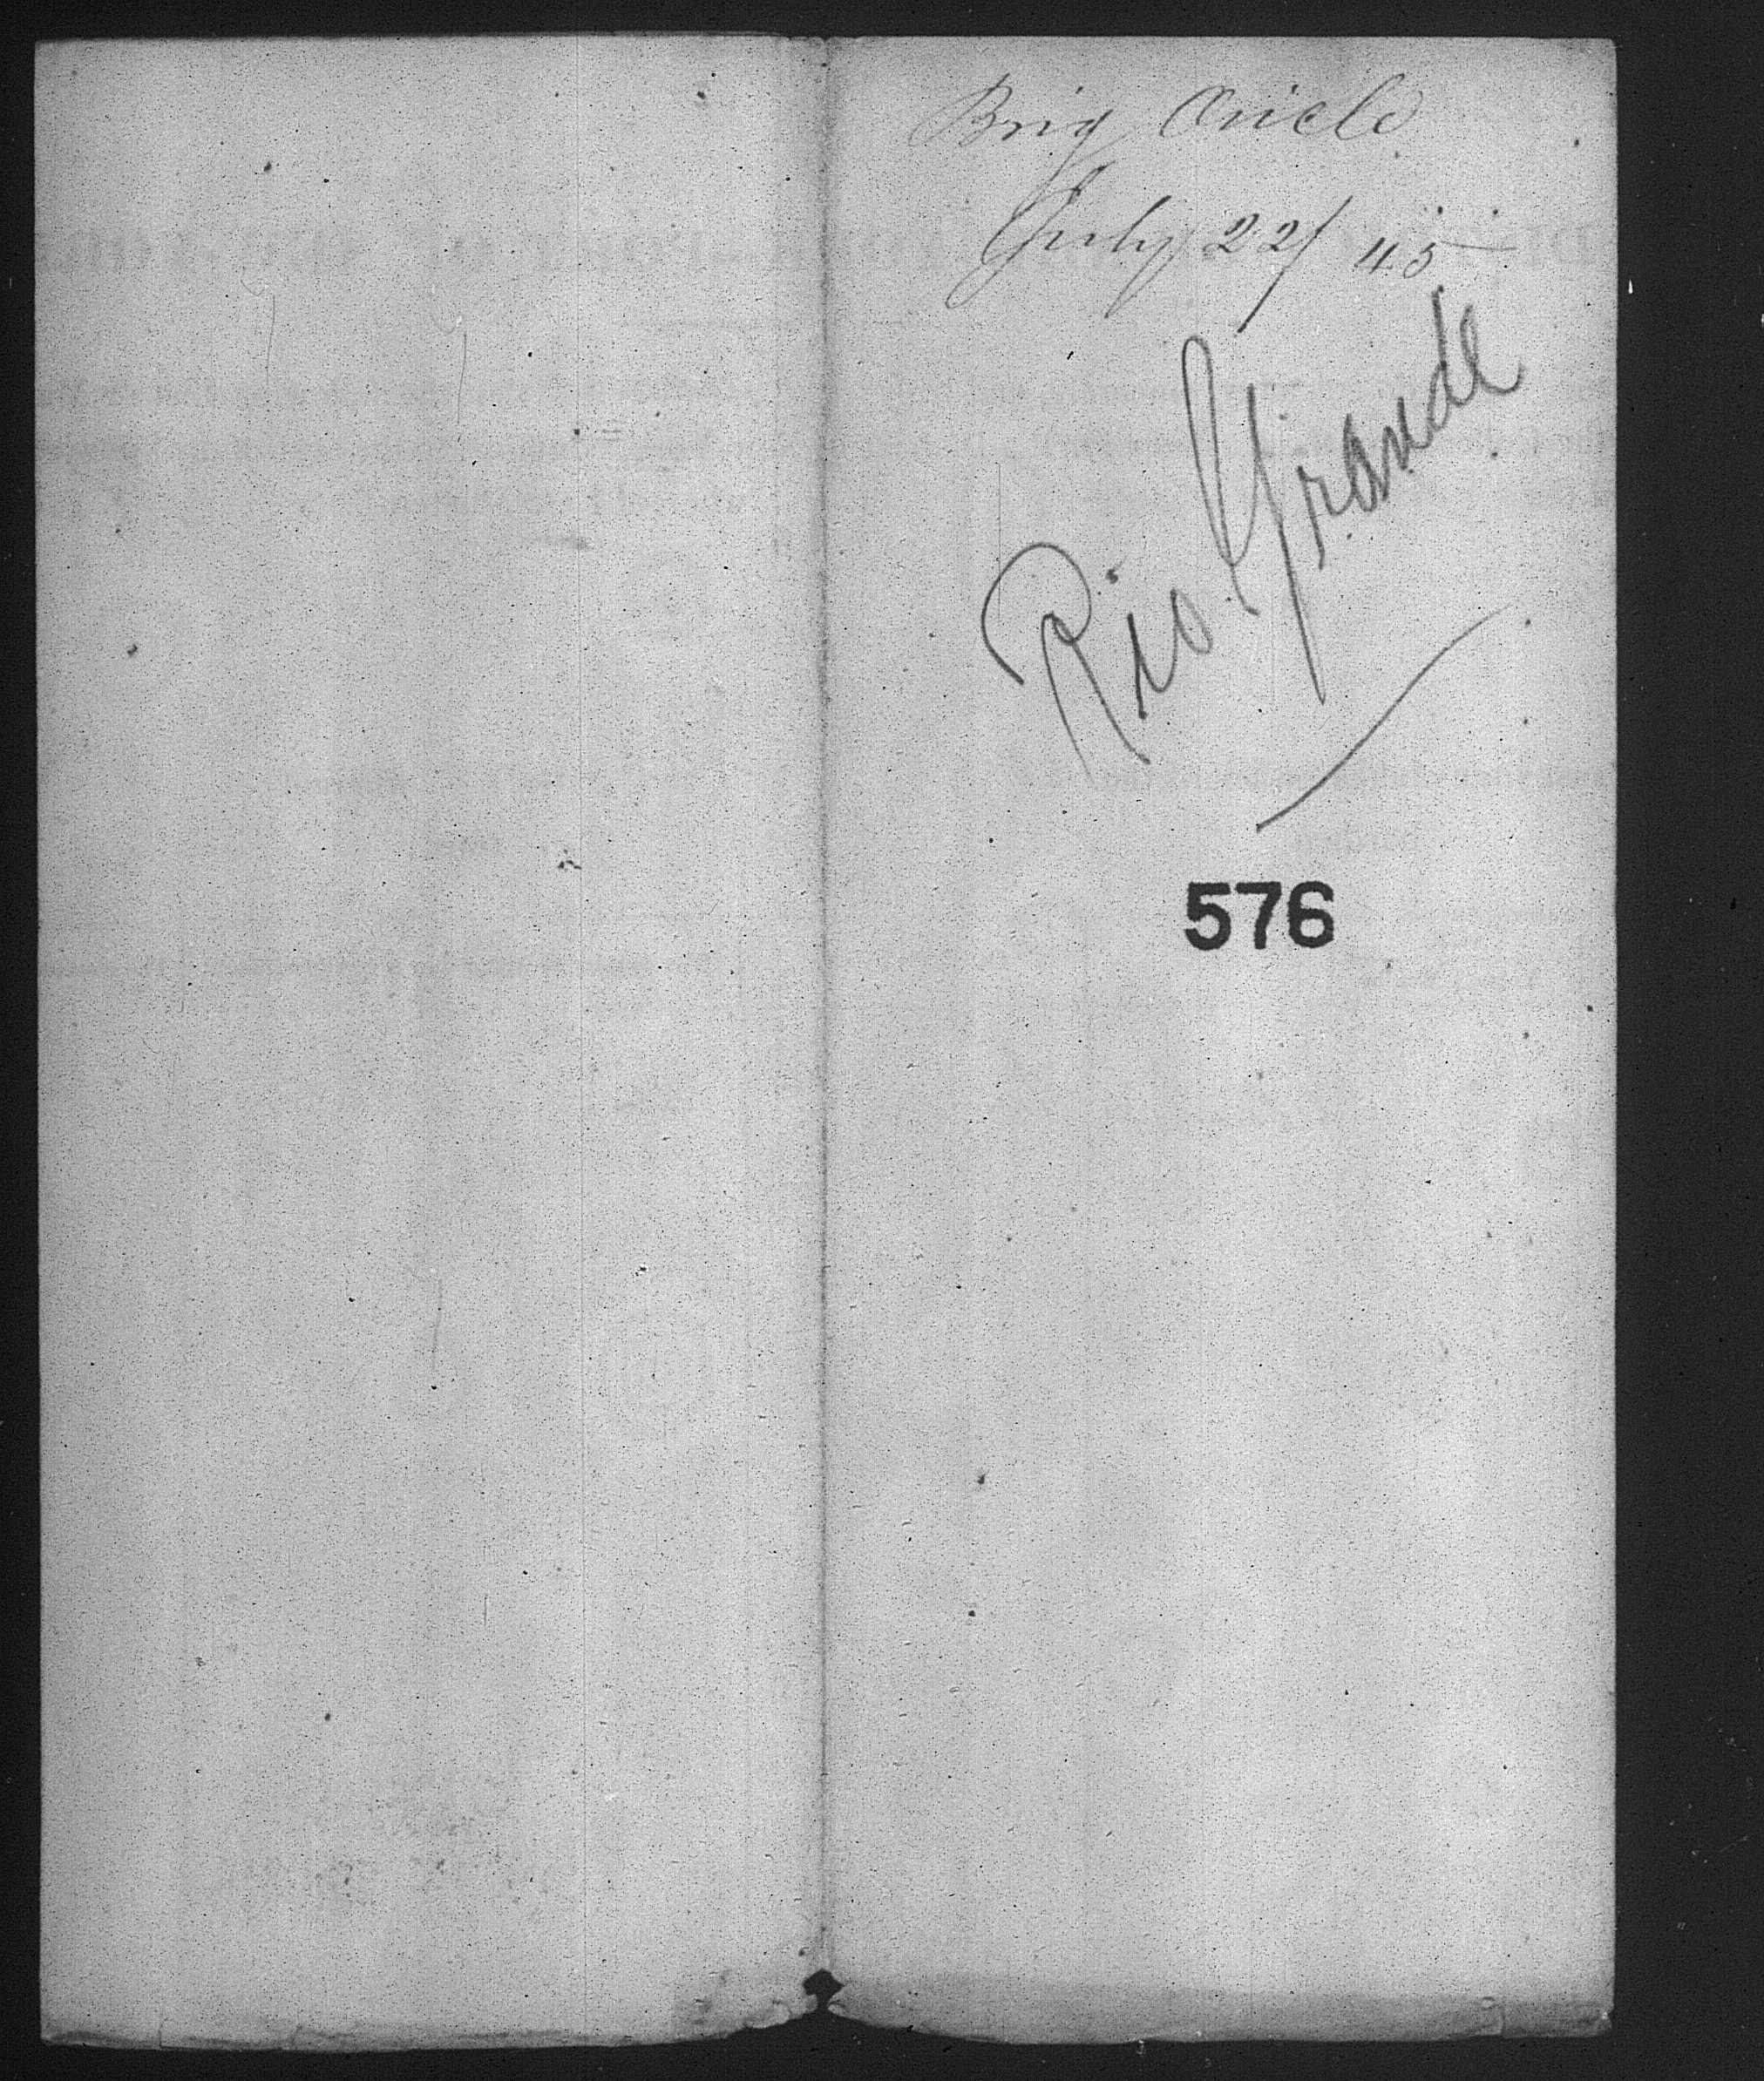 Brig Oriole
July 22/45
Rio Grande
576